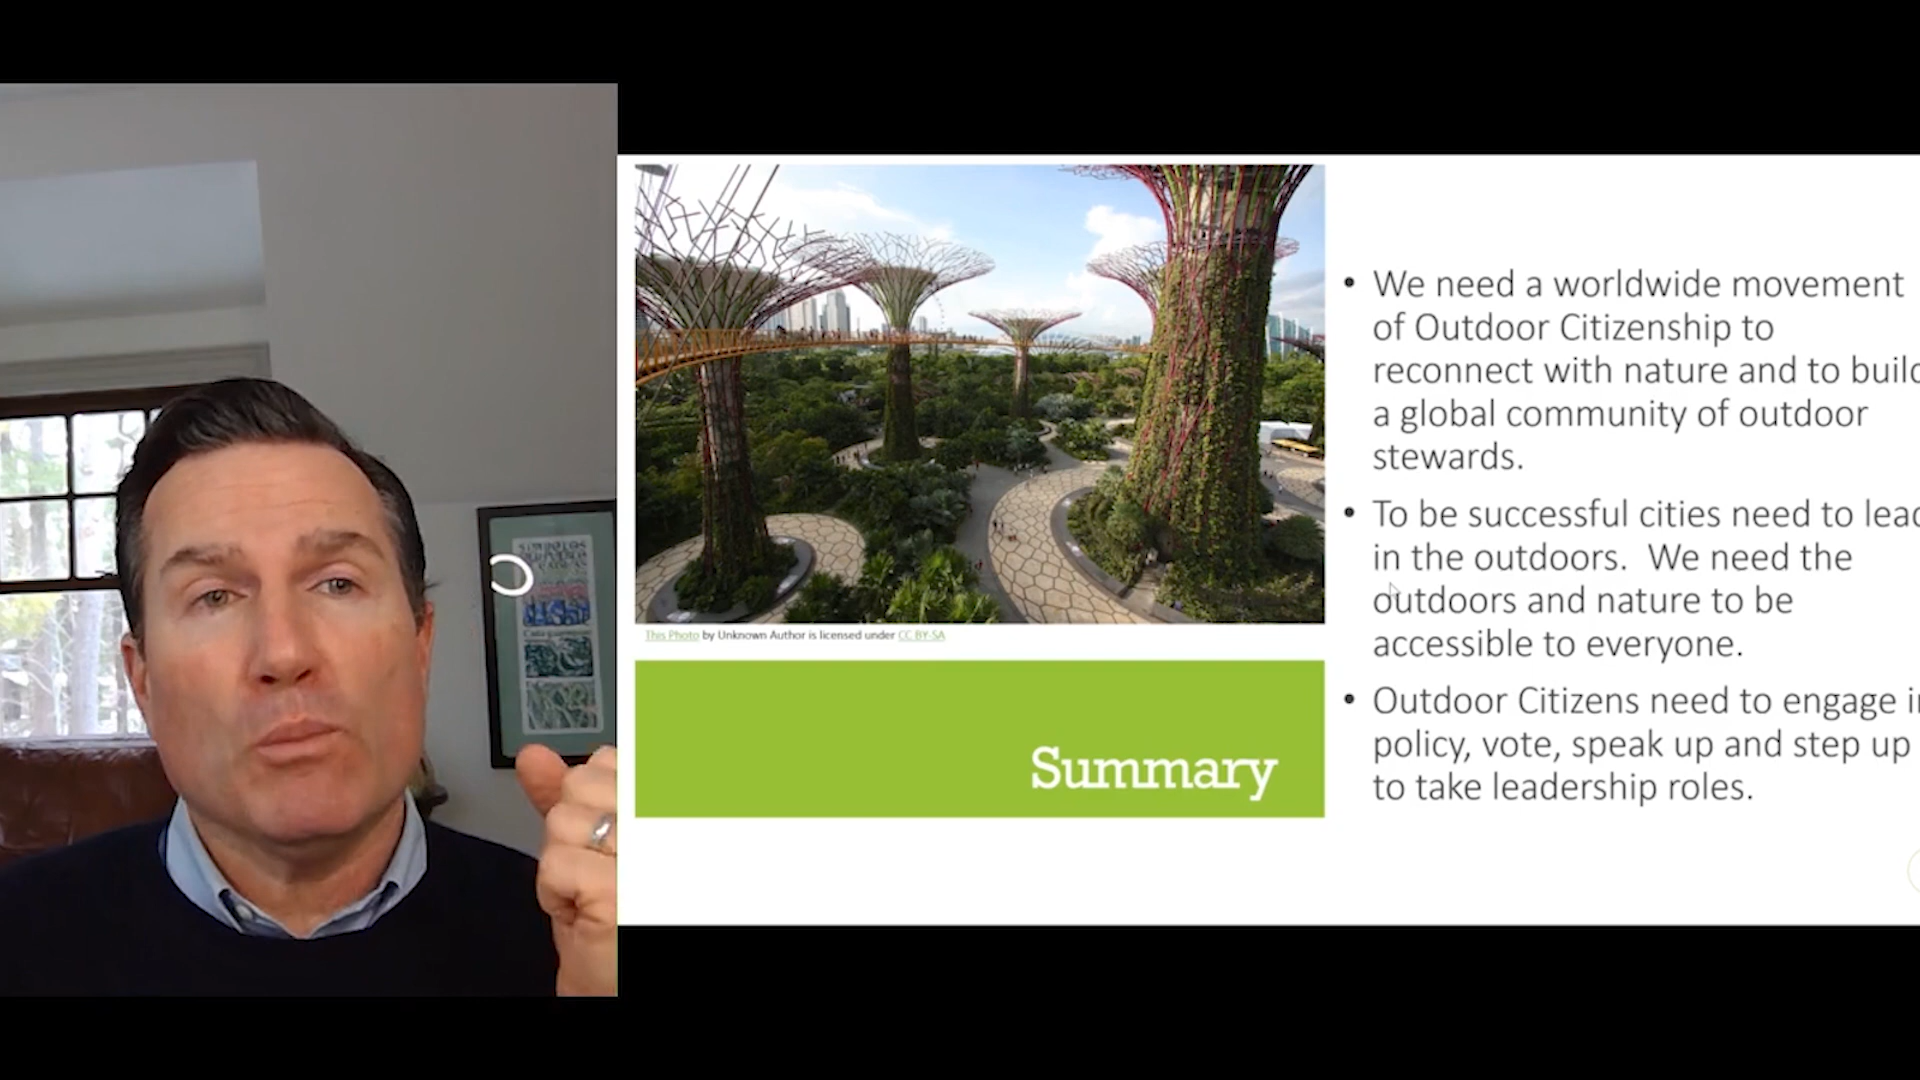 This Photo by Unknown Author is licensed under CC BY-SA
Summary
• We need a worldwide movement
of Outdoor Citizenship to
reconnect with nature and to build
a global community of outdoor
stewards.
• To be successful cities need to lead
in the outdoors.  We need the
outdoors and nature to be
accessible to everyone.
• Outdoor Citizens need to engage in
policy, vote, speak up and step up
to take leadership roles.